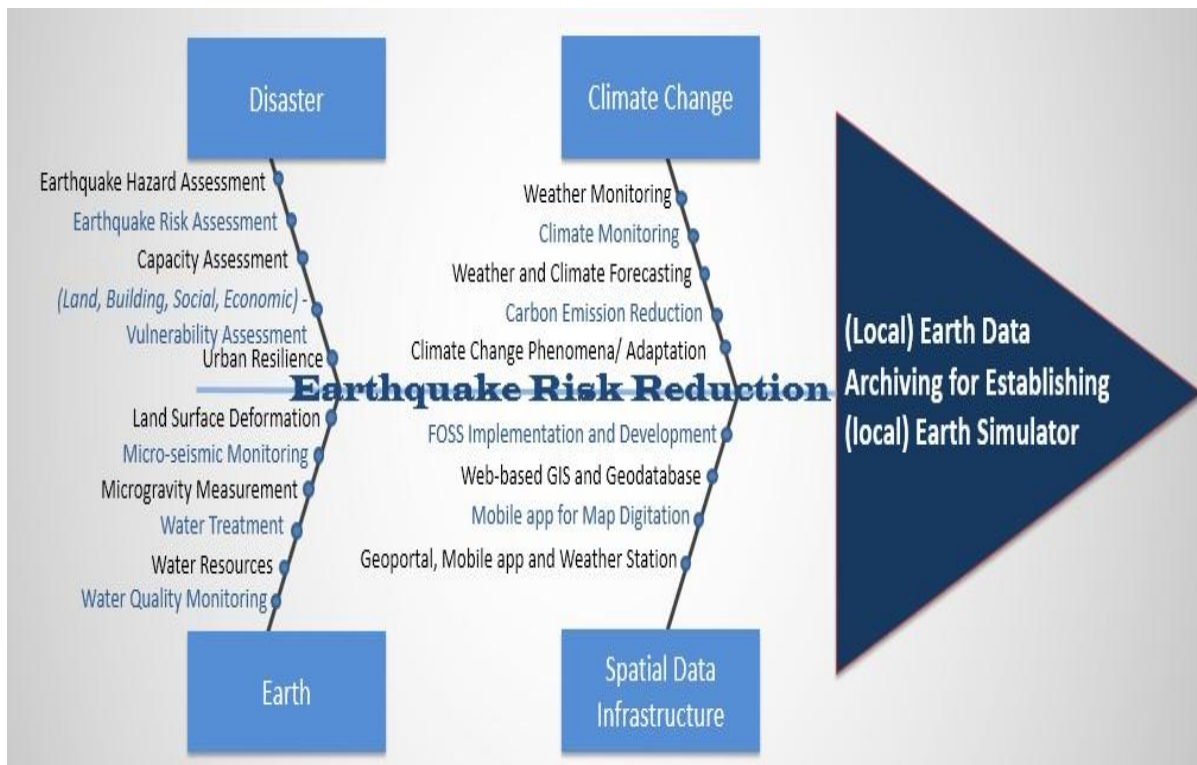 Disaster
Climate Change
Earthquake Hazard Assessment
Earthquake Risk Assessment
Capacity Assessment
(Land, Building, Social, Economic) -
Vulnerability Assessment
Urban Resilience
Weather Monitoring
Climate Monitoring
Weather and Climate Forecasting
Carbon Emission Reduction
Climate Change Phenomena/ Adaptation
Earthquake Risk Reduction
(Local) Earth Data
Archiving for Establishing
(local) Earth Simulator
Land Surface Deformation
Micro-seismic Monitoring
Microgravity Measurement
Water Treatment
Water Resources
Water Quality Monitoring
FOSS Implementation and Development
Web-based GIS and Geodatabase
Mobile app for Map Digitation
Geoportal, Mobile app and Weather Station
Earth
Spatial Data
Infrastructure